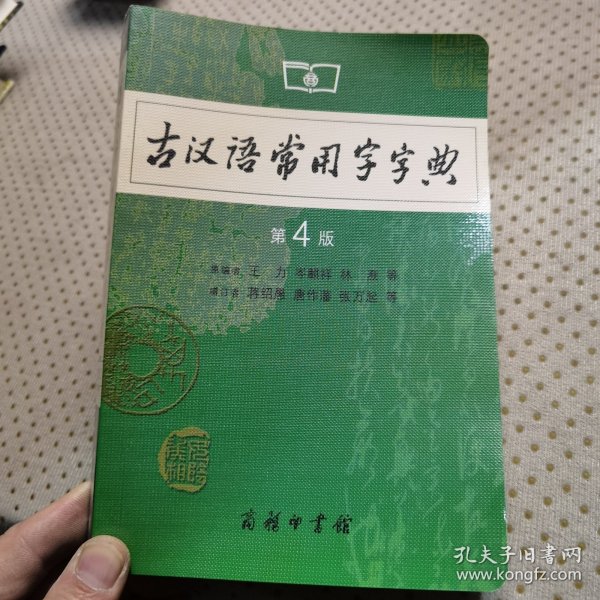 古汉语常用字字典
第4版
原编者 王 力 岑麒祥 林 焘 等
增订者 蒋绍愚 唐作藩 张万起 等
商务印书馆
孔夫子旧书网
www.kongfz.com